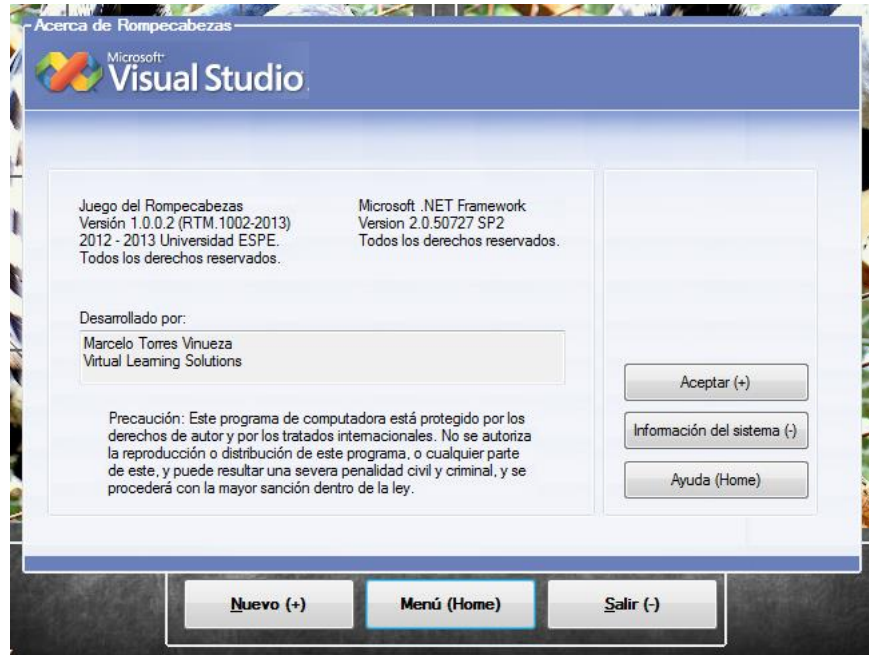 Acerca de Rompecabezas
Microsoft
Visual Studio
Juego del Rompecabezas
Versión 1.0.0.2 (RTM.1002-2013)
2012 - 2013 Universidad ESPE.
Todos los derechos reservados.
Microsoft .NET Framework
Version 2.0.50727 SP2
Todos los derechos reservados.
Desarrollado por:
Marcelo Torres Vinueza
Virtual Learning Solutions
Precaución: Este programa de computadora está protegido por los
derechos de autor y por los tratados internacionales. No se autoriza
la reproducción o distribución de este programa, o cualquier parte
de este, y puede resultar una severa penalidad civil y criminal, y se
procederá con la mayor sanción dentro de la ley.
Aceptar (+)
Información del sistema (-)
Ayuda (Home)
Nuevo (+)
Menú (Home)
Salir (-)